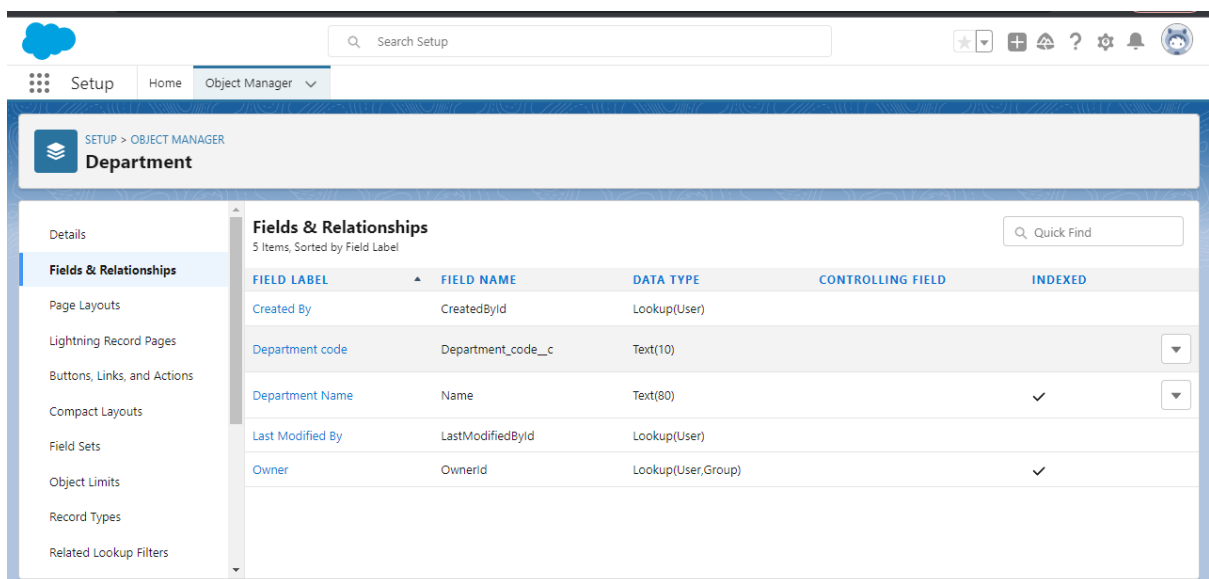 Search Setup
Setup Home Object Manager
SETUP > OBJECT MANAGER
Department
Details
Fields & Relationships
Page Layouts
Lightning Record Pages
Buttons, Links, and Actions
Compact Layouts
Field Sets
Object Limits
Record Types
Related Lookup Filters
Fields & Relationships
5 Items, Sorted by Field Label
Quick Find
FIELD LABEL FIELD NAME DATA TYPE CONTROLLING FIELD INDEXED
Created By CreatedById Lookup(User)
Department code Department_code__c Text(10)
Department Name Name Text(80)
Last Modified By LastModifiedById Lookup(User)
Owner OwnerId Lookup(User,Group)